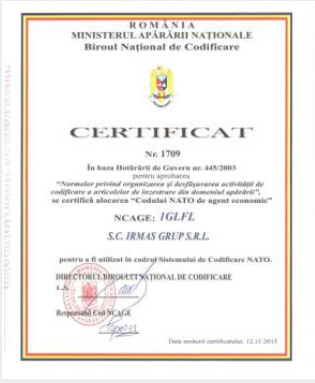 ROMÂNIA
MINISTERUL APĂRĂRII NAȚIONALE
Biroul Național de Codificare
CERTIFICAT
Nr. 1709
În baza Hotărârii de Guvern nr. 445/2003
pentru aprobarea
"Normelor privind organizarea și desfășurarea activității de
codificare a articolelor de înzestrare din domeniul apărării",
se certifică alocarea "Codului NATO de agent economic"
NCAGE: 1GLFL
S.C. IRMAS GRUP S.R.L.
pentru a fi utilizat în cadrul Sistemului de Codificare NATO.
DIRECTORUL BIROULUI NAȚIONAL DE CODIFICARE
L.S.
Responsabil Cod NCAGE
Data emiterii certificatului: 12.11.2015